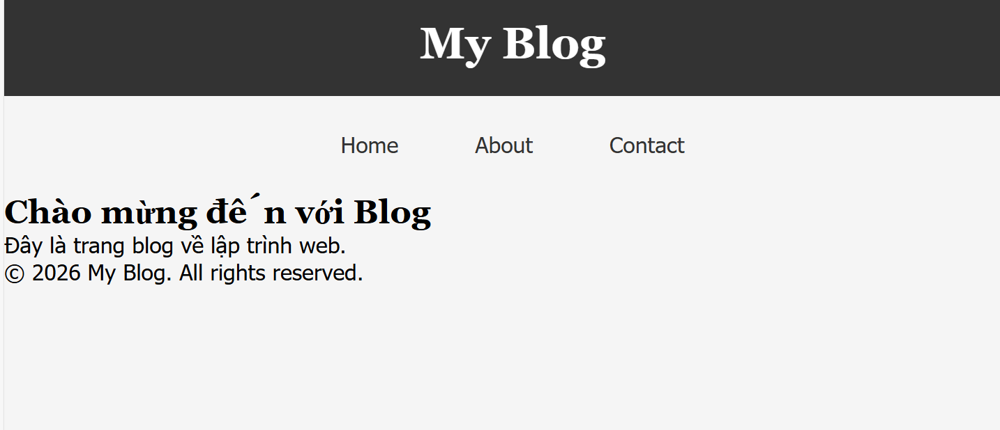 My Blog
Home About Contact
Chào mừng đến với Blog
Đây là trang blog về lập trình web.
© 2026 My Blog. All rights reserved.